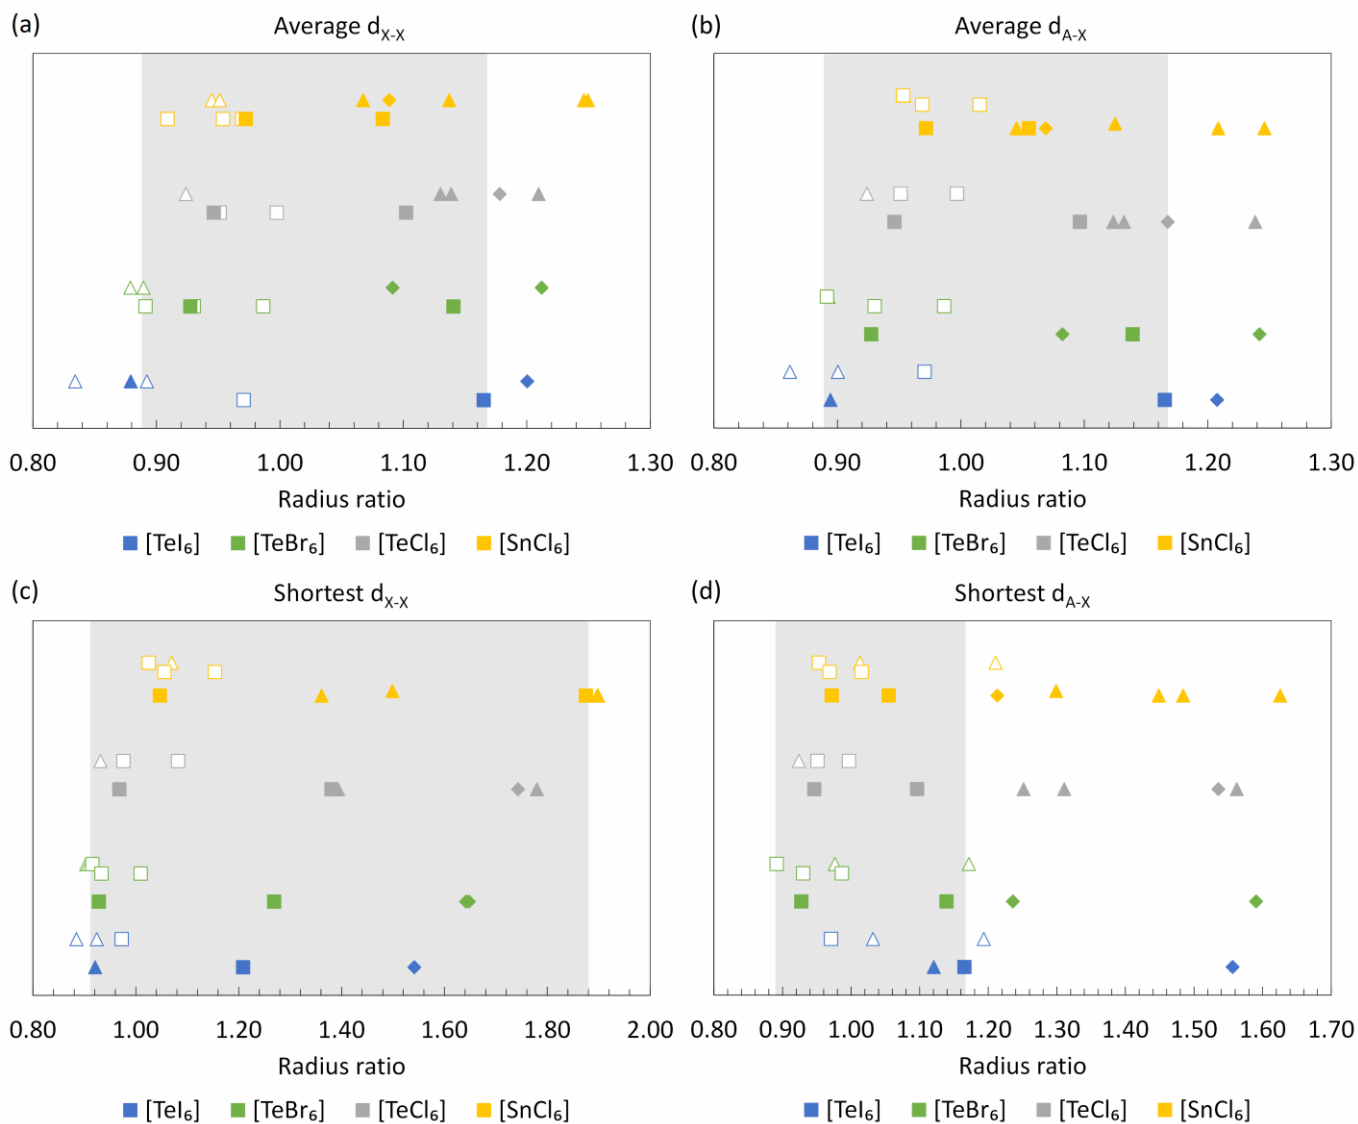 (a)
Average dX-X
0.80 0.90 1.00 1.10 1.20 1.30
Radius ratio
[TeI₆] [TeBr₆] [TeCl₆] [SnCl₆]
(b)
Average dA-X
0.80 0.90 1.00 1.10 1.20 1.30
Radius ratio
[TeI₆] [TeBr₆] [TeCl₆] [SnCl₆]
(c)
Shortest dX-X
0.80 1.00 1.20 1.40 1.60 1.80 2.00
Radius ratio
[TeI₆] [TeBr₆] [TeCl₆] [SnCl₆]
(d)
Shortest dA-X
0.80 0.90 1.00 1.10 1.20 1.30 1.40 1.50 1.60 1.70
Radius ratio
[TeI₆] [TeBr₆] [TeCl₆] [SnCl₆]